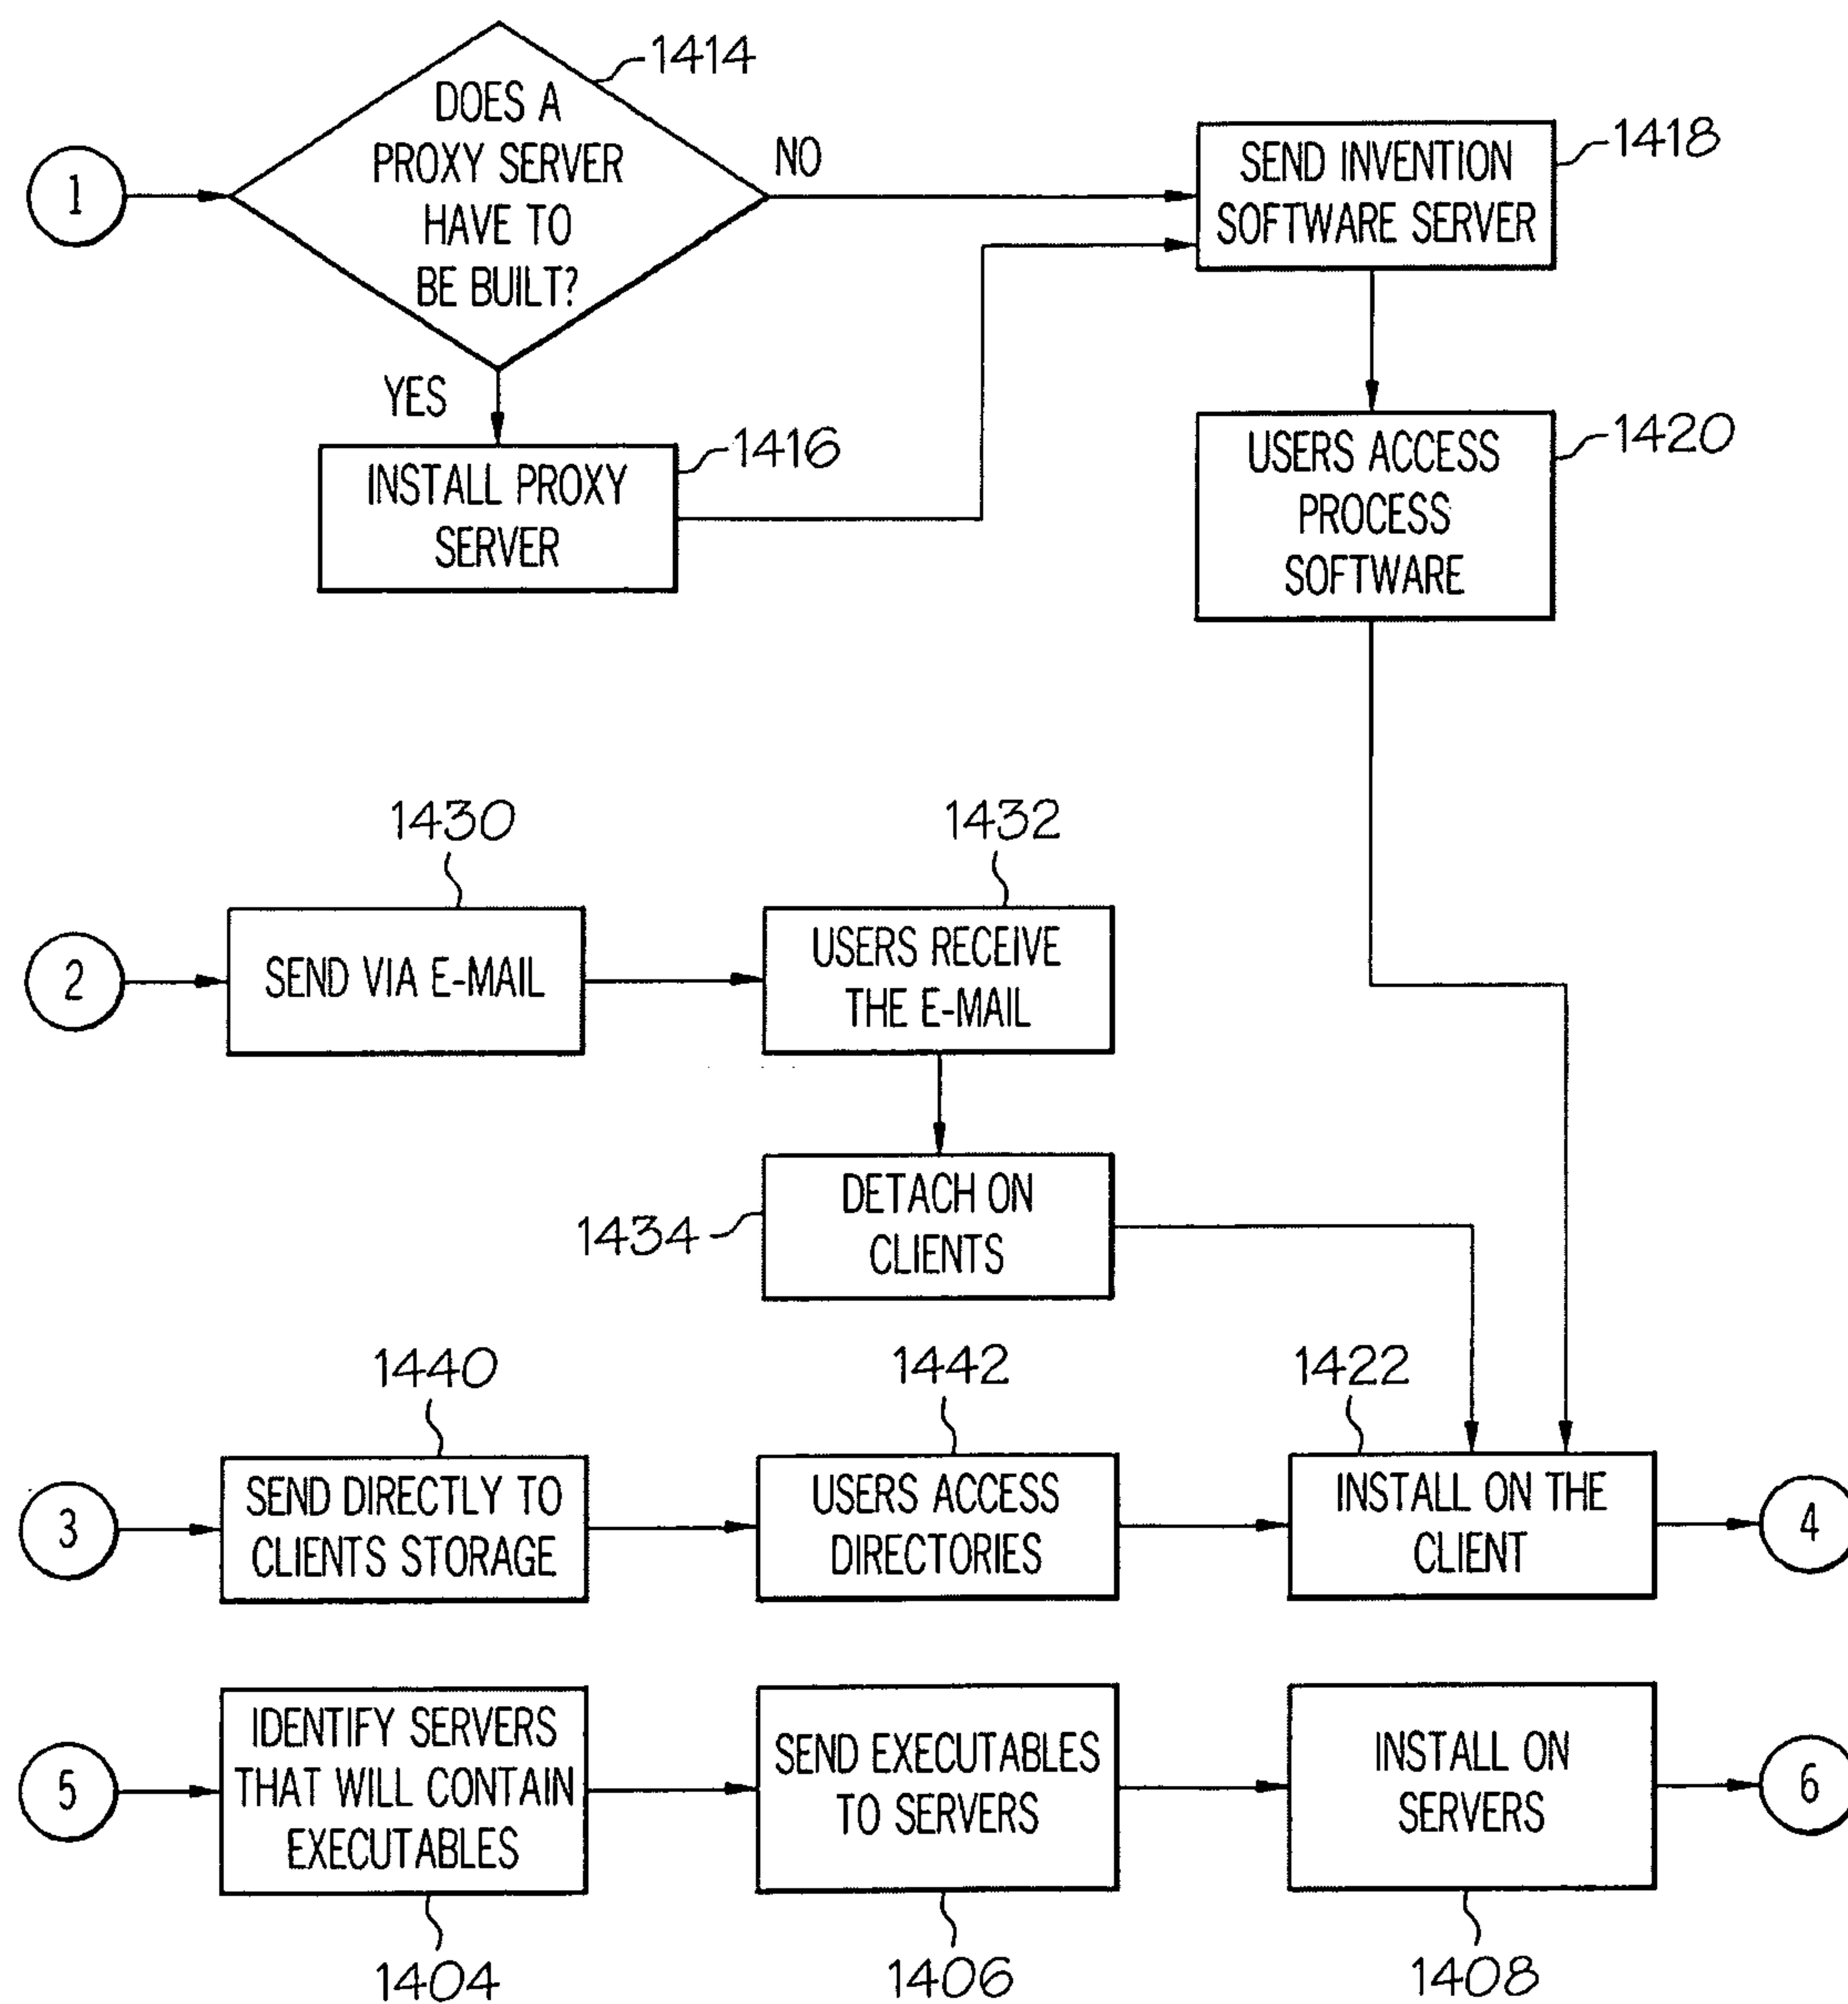 1
DOES A
PROXY SERVER
HAVE TO
BE BUILT?
1414
NO
YES
INSTALL PROXY
SERVER
1416
SEND INVENTION
SOFTWARE SERVER
1418
USERS ACCESS
PROCESS
SOFTWARE
1420
2
1430
SEND VIA E-MAIL
1432
USERS RECEIVE
THE E-MAIL
1434
DETACH ON
CLIENTS
3
1440
SEND DIRECTLY TO
CLIENTS STORAGE
1442
USERS ACCESS
DIRECTORIES
1422
INSTALL ON THE
CLIENT
4
5
IDENTIFY SERVERS
THAT WILL CONTAIN
EXECUTABLES
1404
SEND EXECUTABLES
TO SERVERS
1406
INSTALL ON
SERVERS
1408
6